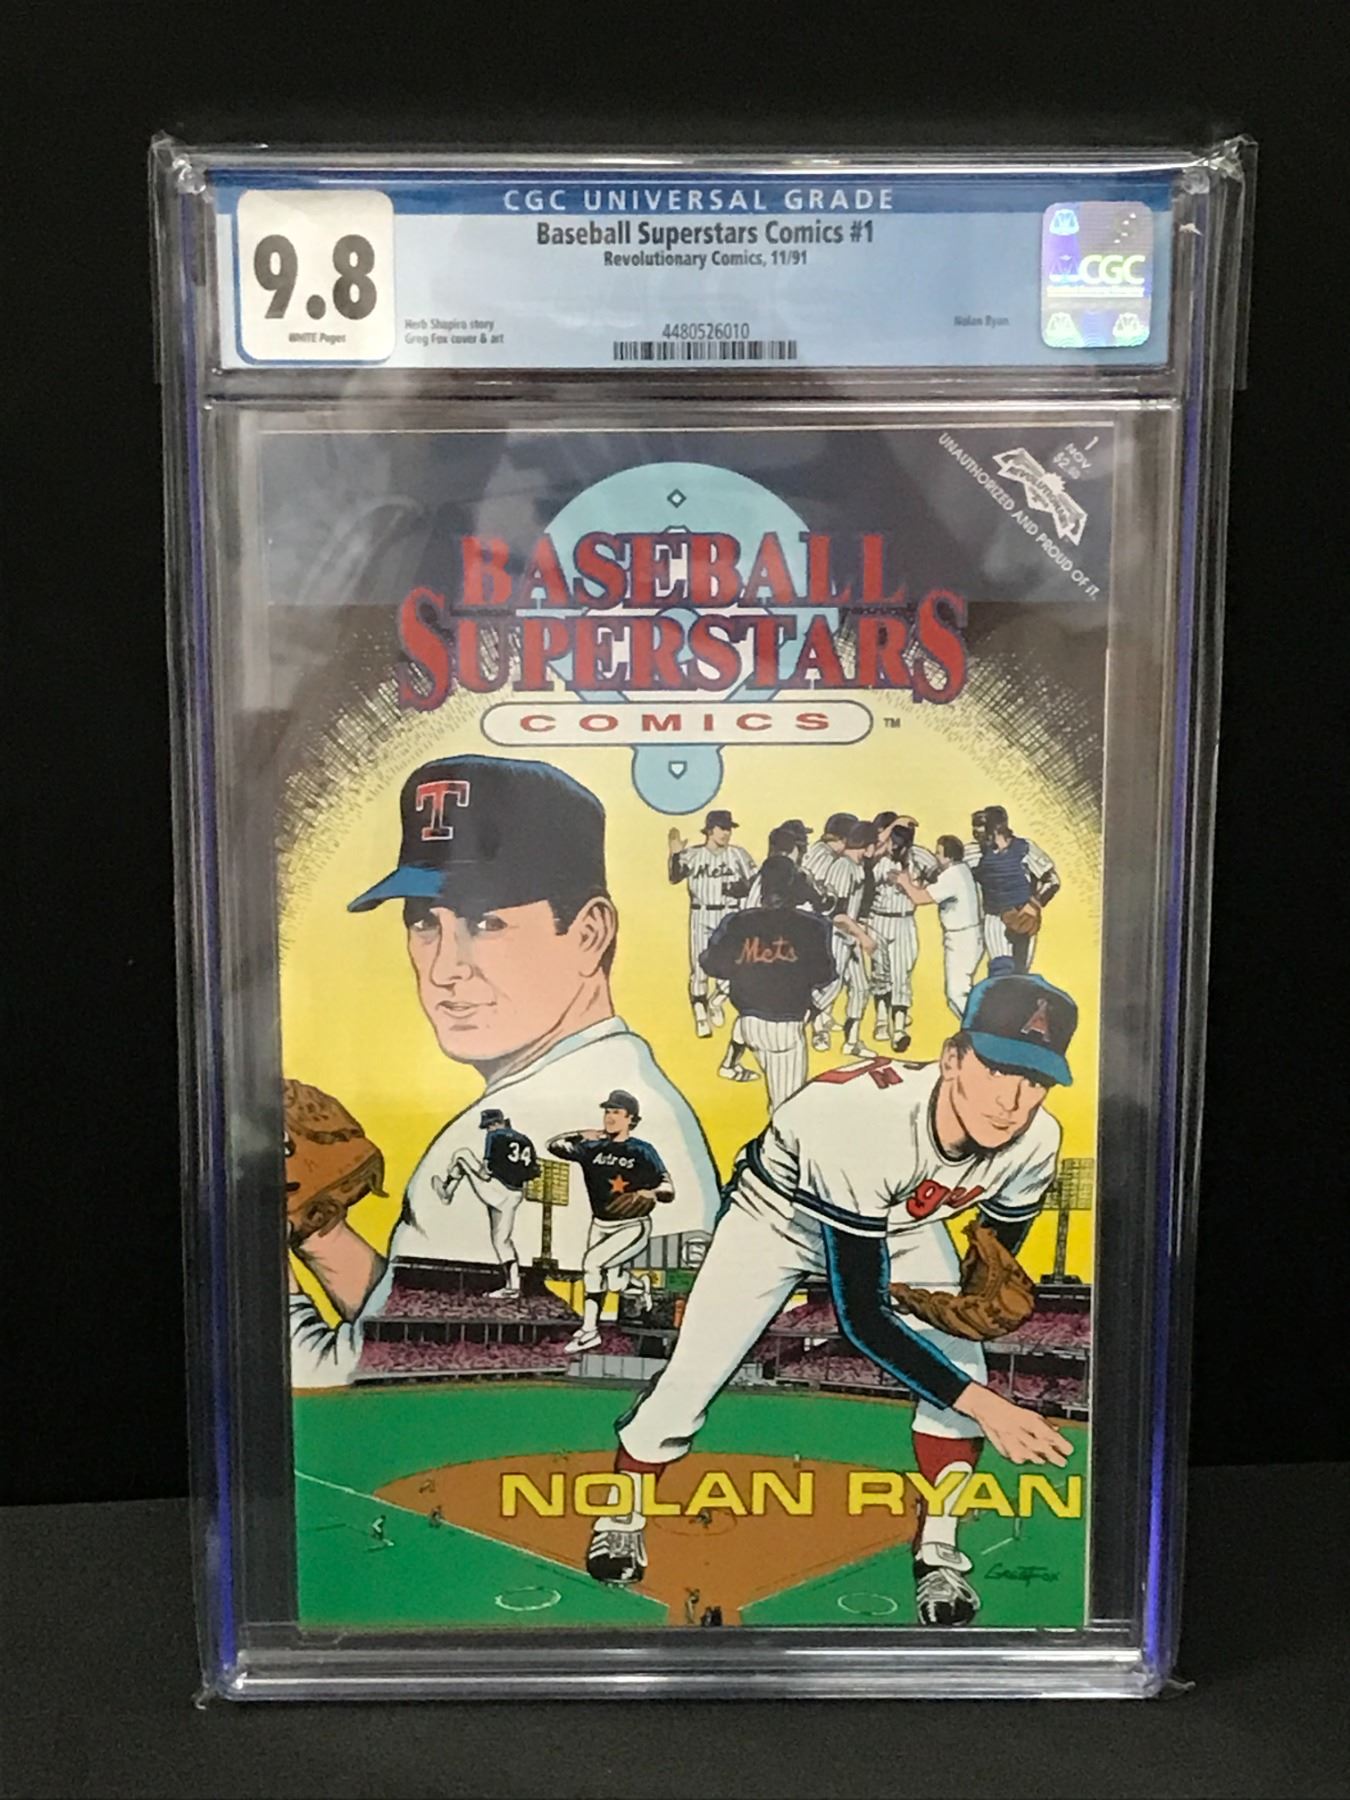 CGC UNIVERSAL GRADE
9.8
WHITE Pages
Baseball Superstars Comics #1
Revolutionary Comics, 11/91
Herb Shapiro story
Greg Fox cover & art
4480526010
Nolan Ryan
CGC
1
NOV
UNAUTHORIZED AND PROUD OF IT.
BASEBALL
SUPERSTARS
COMICS TM
T
Mets
Mets
A
34
Astros
NOLAN RYAN
GREG FOX